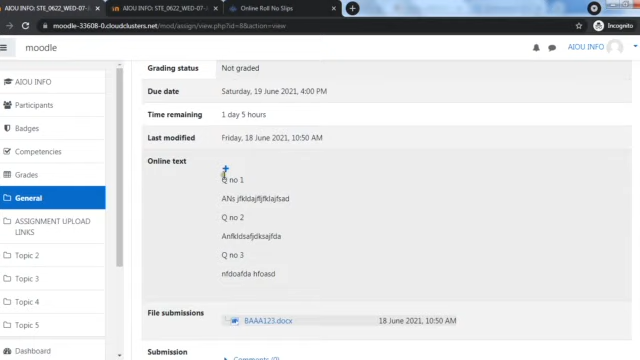 AIOU INFO: STE_0622_WED-07-J
AIOU INFO: STE_0622_WED-07-J
Online Roll No Slips
moodle-33608-0.cloudclusters.net/mod/assign/view.php?id=8&action=view
Incognito
moodle
AIOU INFO
AIOU INFO
Participants
Badges
Competencies
Grades
General
ASSIGNMENT UPLOAD
LINKS
Topic 2
Topic 3
Topic 4
Topic 5
Dashboard
Grading status Not graded
Due date Saturday, 19 June 2021, 4:00 PM
Time remaining 1 day 5 hours
Last modified Friday, 18 June 2021, 10:50 AM
Online text
Q no 1
ANs jfkldajffjfklajfsad
Q no 2
Anfkldsafjdksajfda
Q no 3
nfdoafda hfoasd
File submissions BAAA123.docx 18 June 2021, 10:50 AM
Submission
Comments (0)